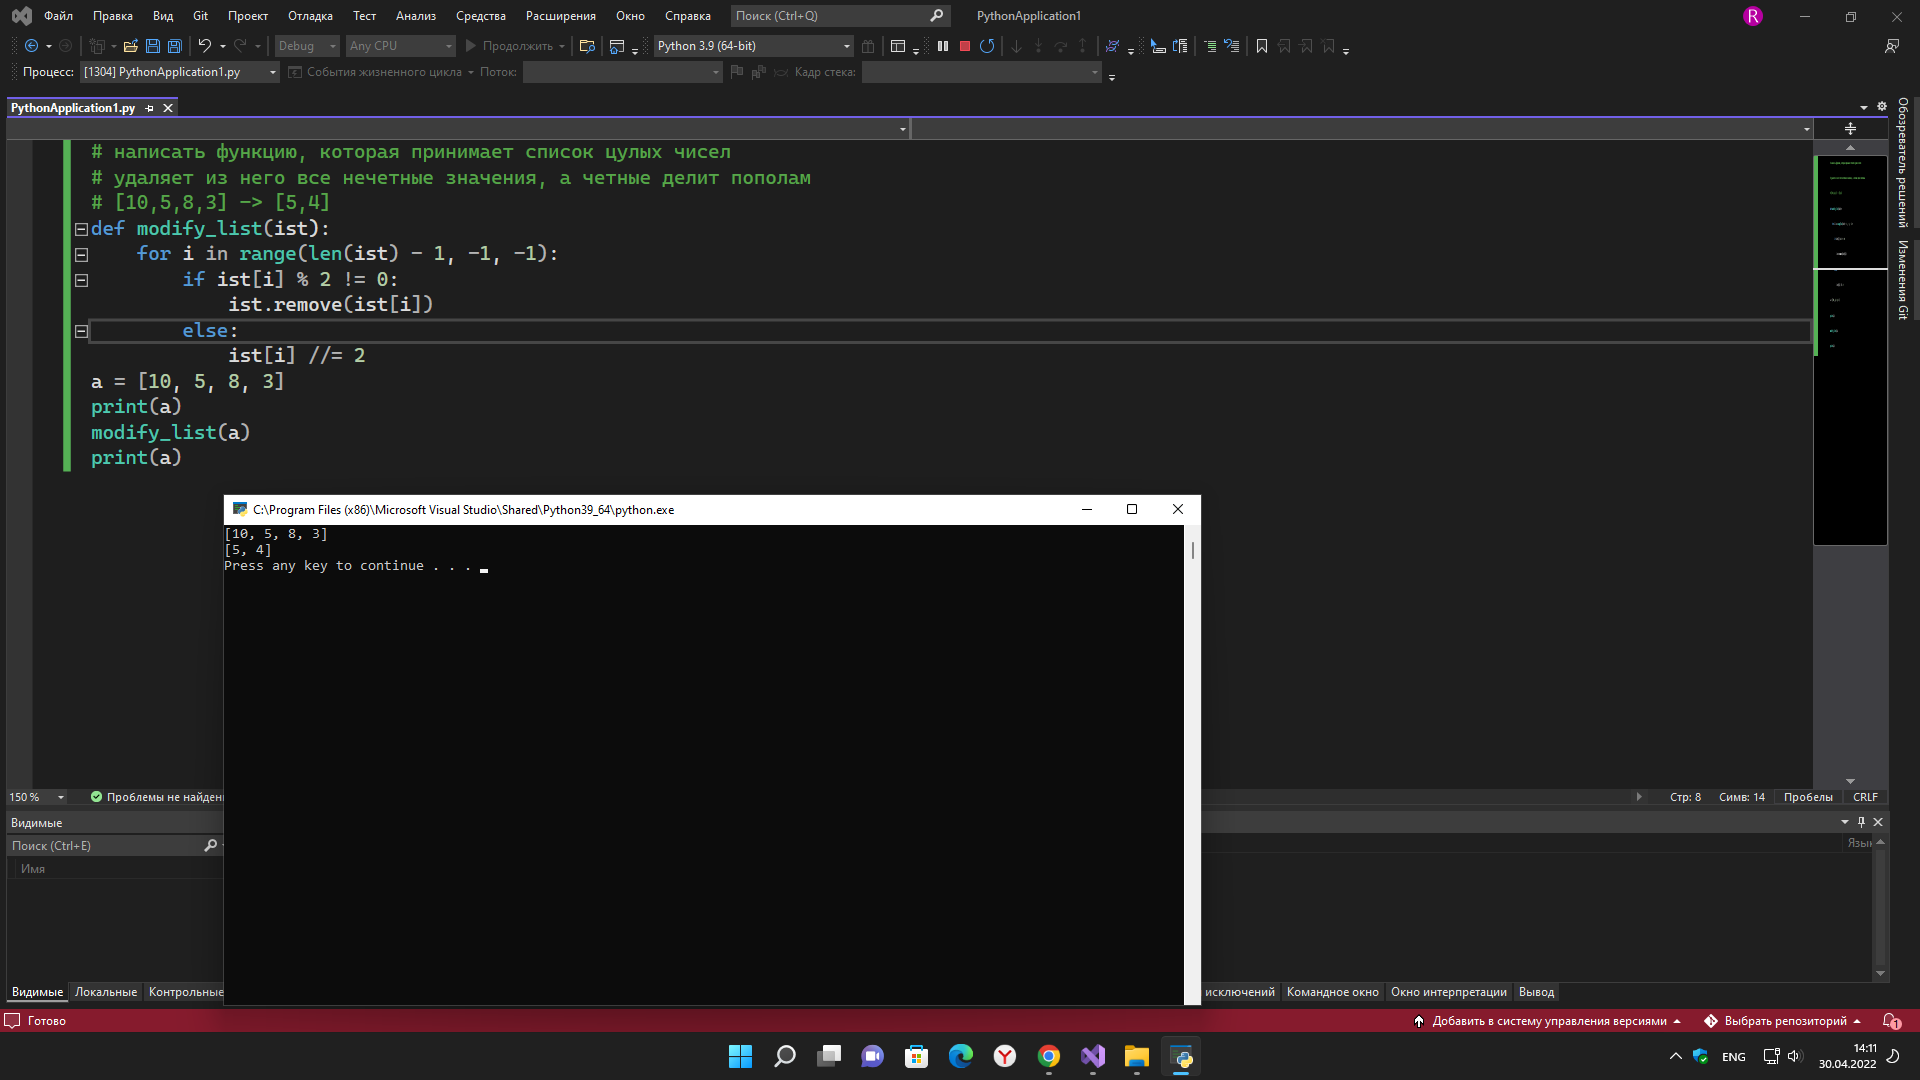 Файл Правка Вид Git Проект Отладка Тест Анализ Средства Расширения Окно Справка Поиск (Ctrl+Q) PythonApplication1 R
Debug Any CPU Продолжить Python 3.9 (64-bit)
Процесс: [1304] PythonApplication1.py События жизненного цикла Поток: Кадр стека:
PythonApplication1.py
# написать функцию, которая принимает список цулых чисел
# удаляет из него все нечетные значения, а четные делит пополам
# [10,5,8,3] -> [5,4]
def modify_list(ist):
for i in range(len(ist) - 1, -1, -1):
if ist[i] % 2 != 0:
ist.remove(ist[i])
else:
ist[i] //= 2
a = [10, 5, 8, 3]
print(a)
modify_list(a)
print(a)
Обозреватель решений
Изменения Git
C:\Program Files (x86)\Microsoft Visual Studio\Shared\Python39_64\python.exe
[10, 5, 8, 3]
[5, 4]
Press any key to continue . . .
150 % Проблемы не найден Стр: 8 Симв: 14 Пробелы CRLF
Видимые
Поиск (Ctrl+E)
Имя Язык
Видимые Локальные Контрольные исключений Командное окно Окно интерпретации Вывод
Готово Добавить в систему управления версиями Выбрать репозиторий 1
ENG 14:11
30.04.2022